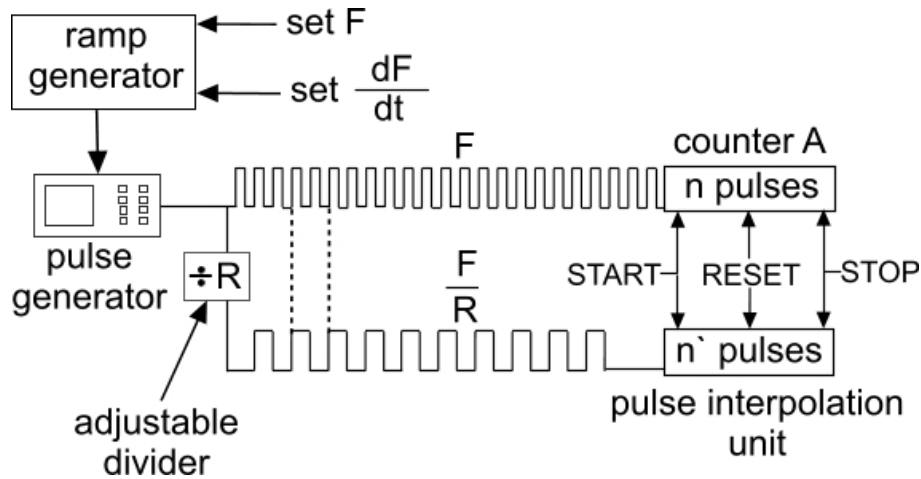 ramp
generator
set F
set dF
dt
F
counter A
n pulses
pulse
generator
÷R
F
R
START
RESET
STOP
n` pulses
adjustable
divider
pulse interpolation
unit